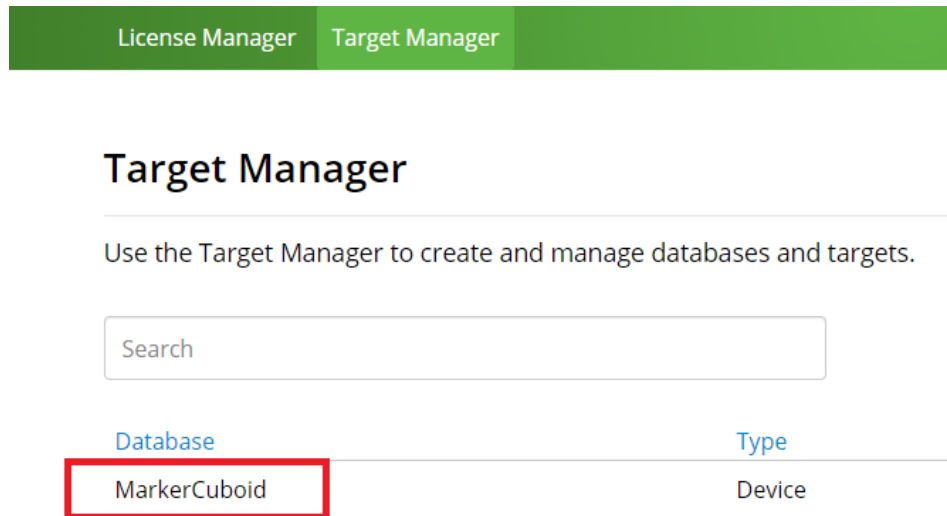 License Manager Target Manager
Target Manager
Use the Target Manager to create and manage databases and targets.
Search
Database Type
MarkerCuboid Device